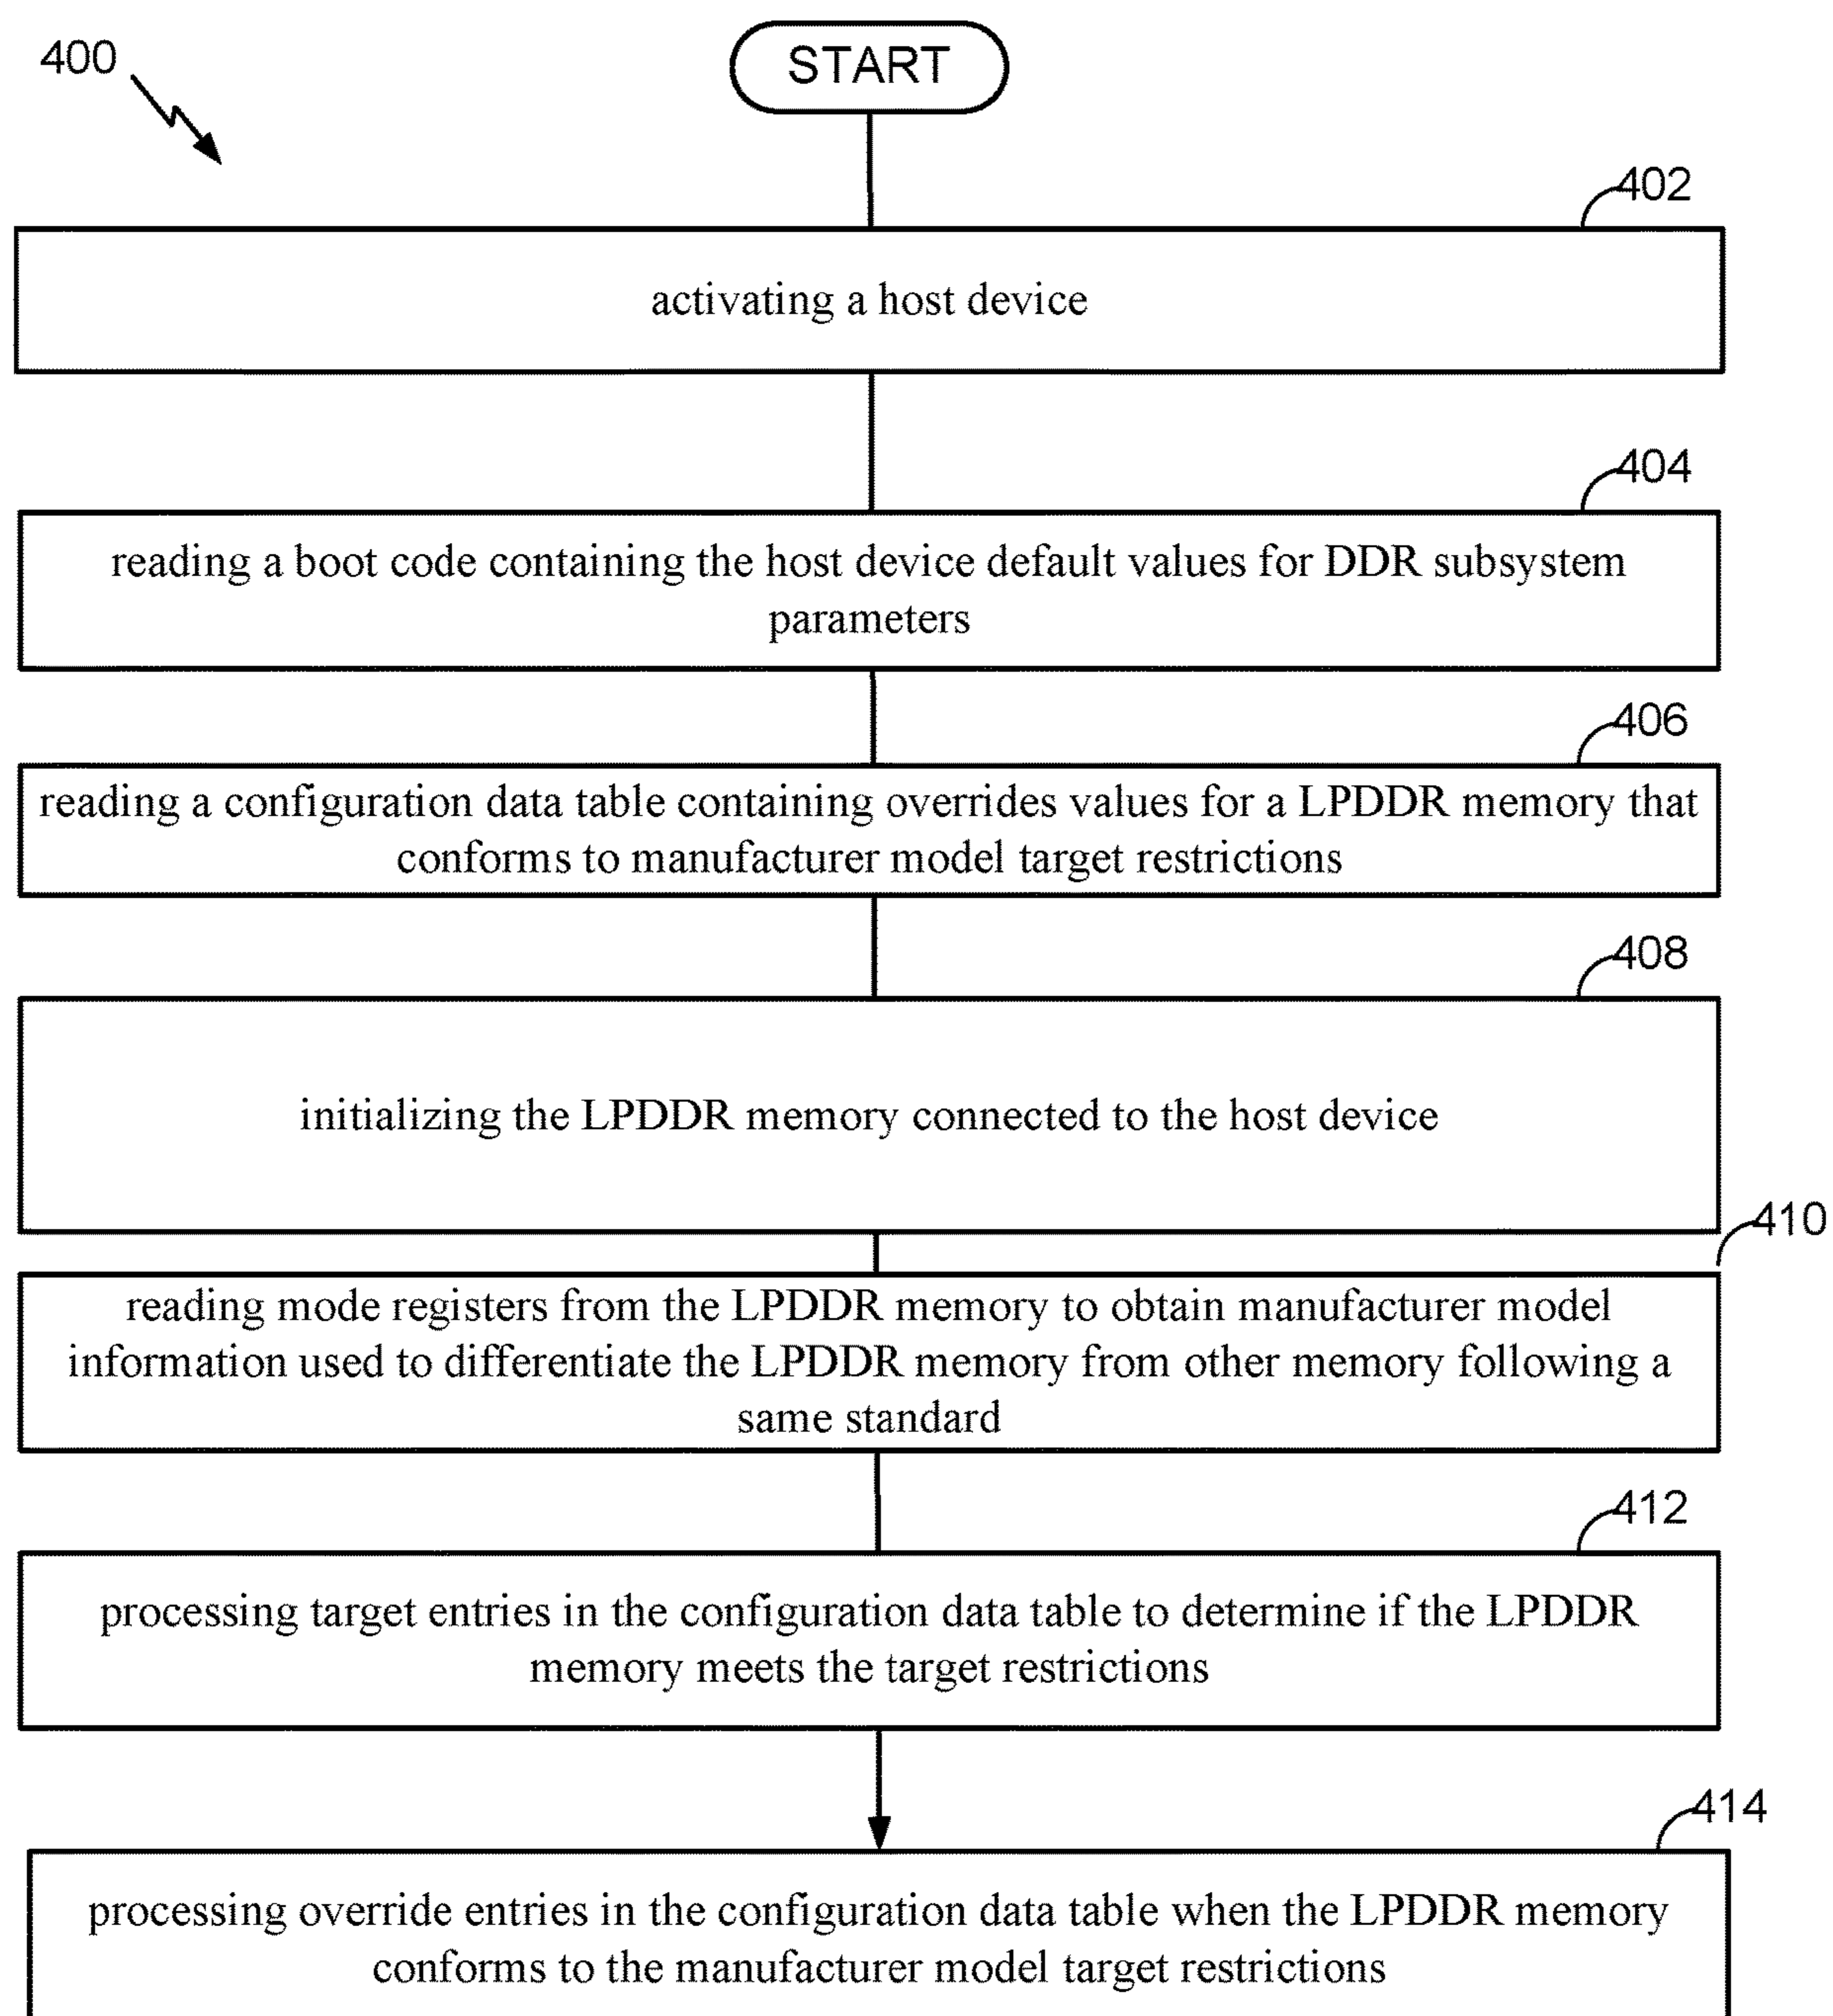 400
START
402
activating a host device
404
reading a boot code containing the host device default values for DDR subsystem
parameters
406
reading a configuration data table containing overrides values for a LPDDR memory that
conforms to manufacturer model target restrictions
408
initializing the LPDDR memory connected to the host device
410
reading mode registers from the LPDDR memory to obtain manufacturer model
information used to differentiate the LPDDR memory from other memory following a
same standard
412
processing target entries in the configuration data table to determine if the LPDDR
memory meets the target restrictions
414
processing override entries in the configuration data table when the LPDDR memory
conforms to the manufacturer model target restrictions